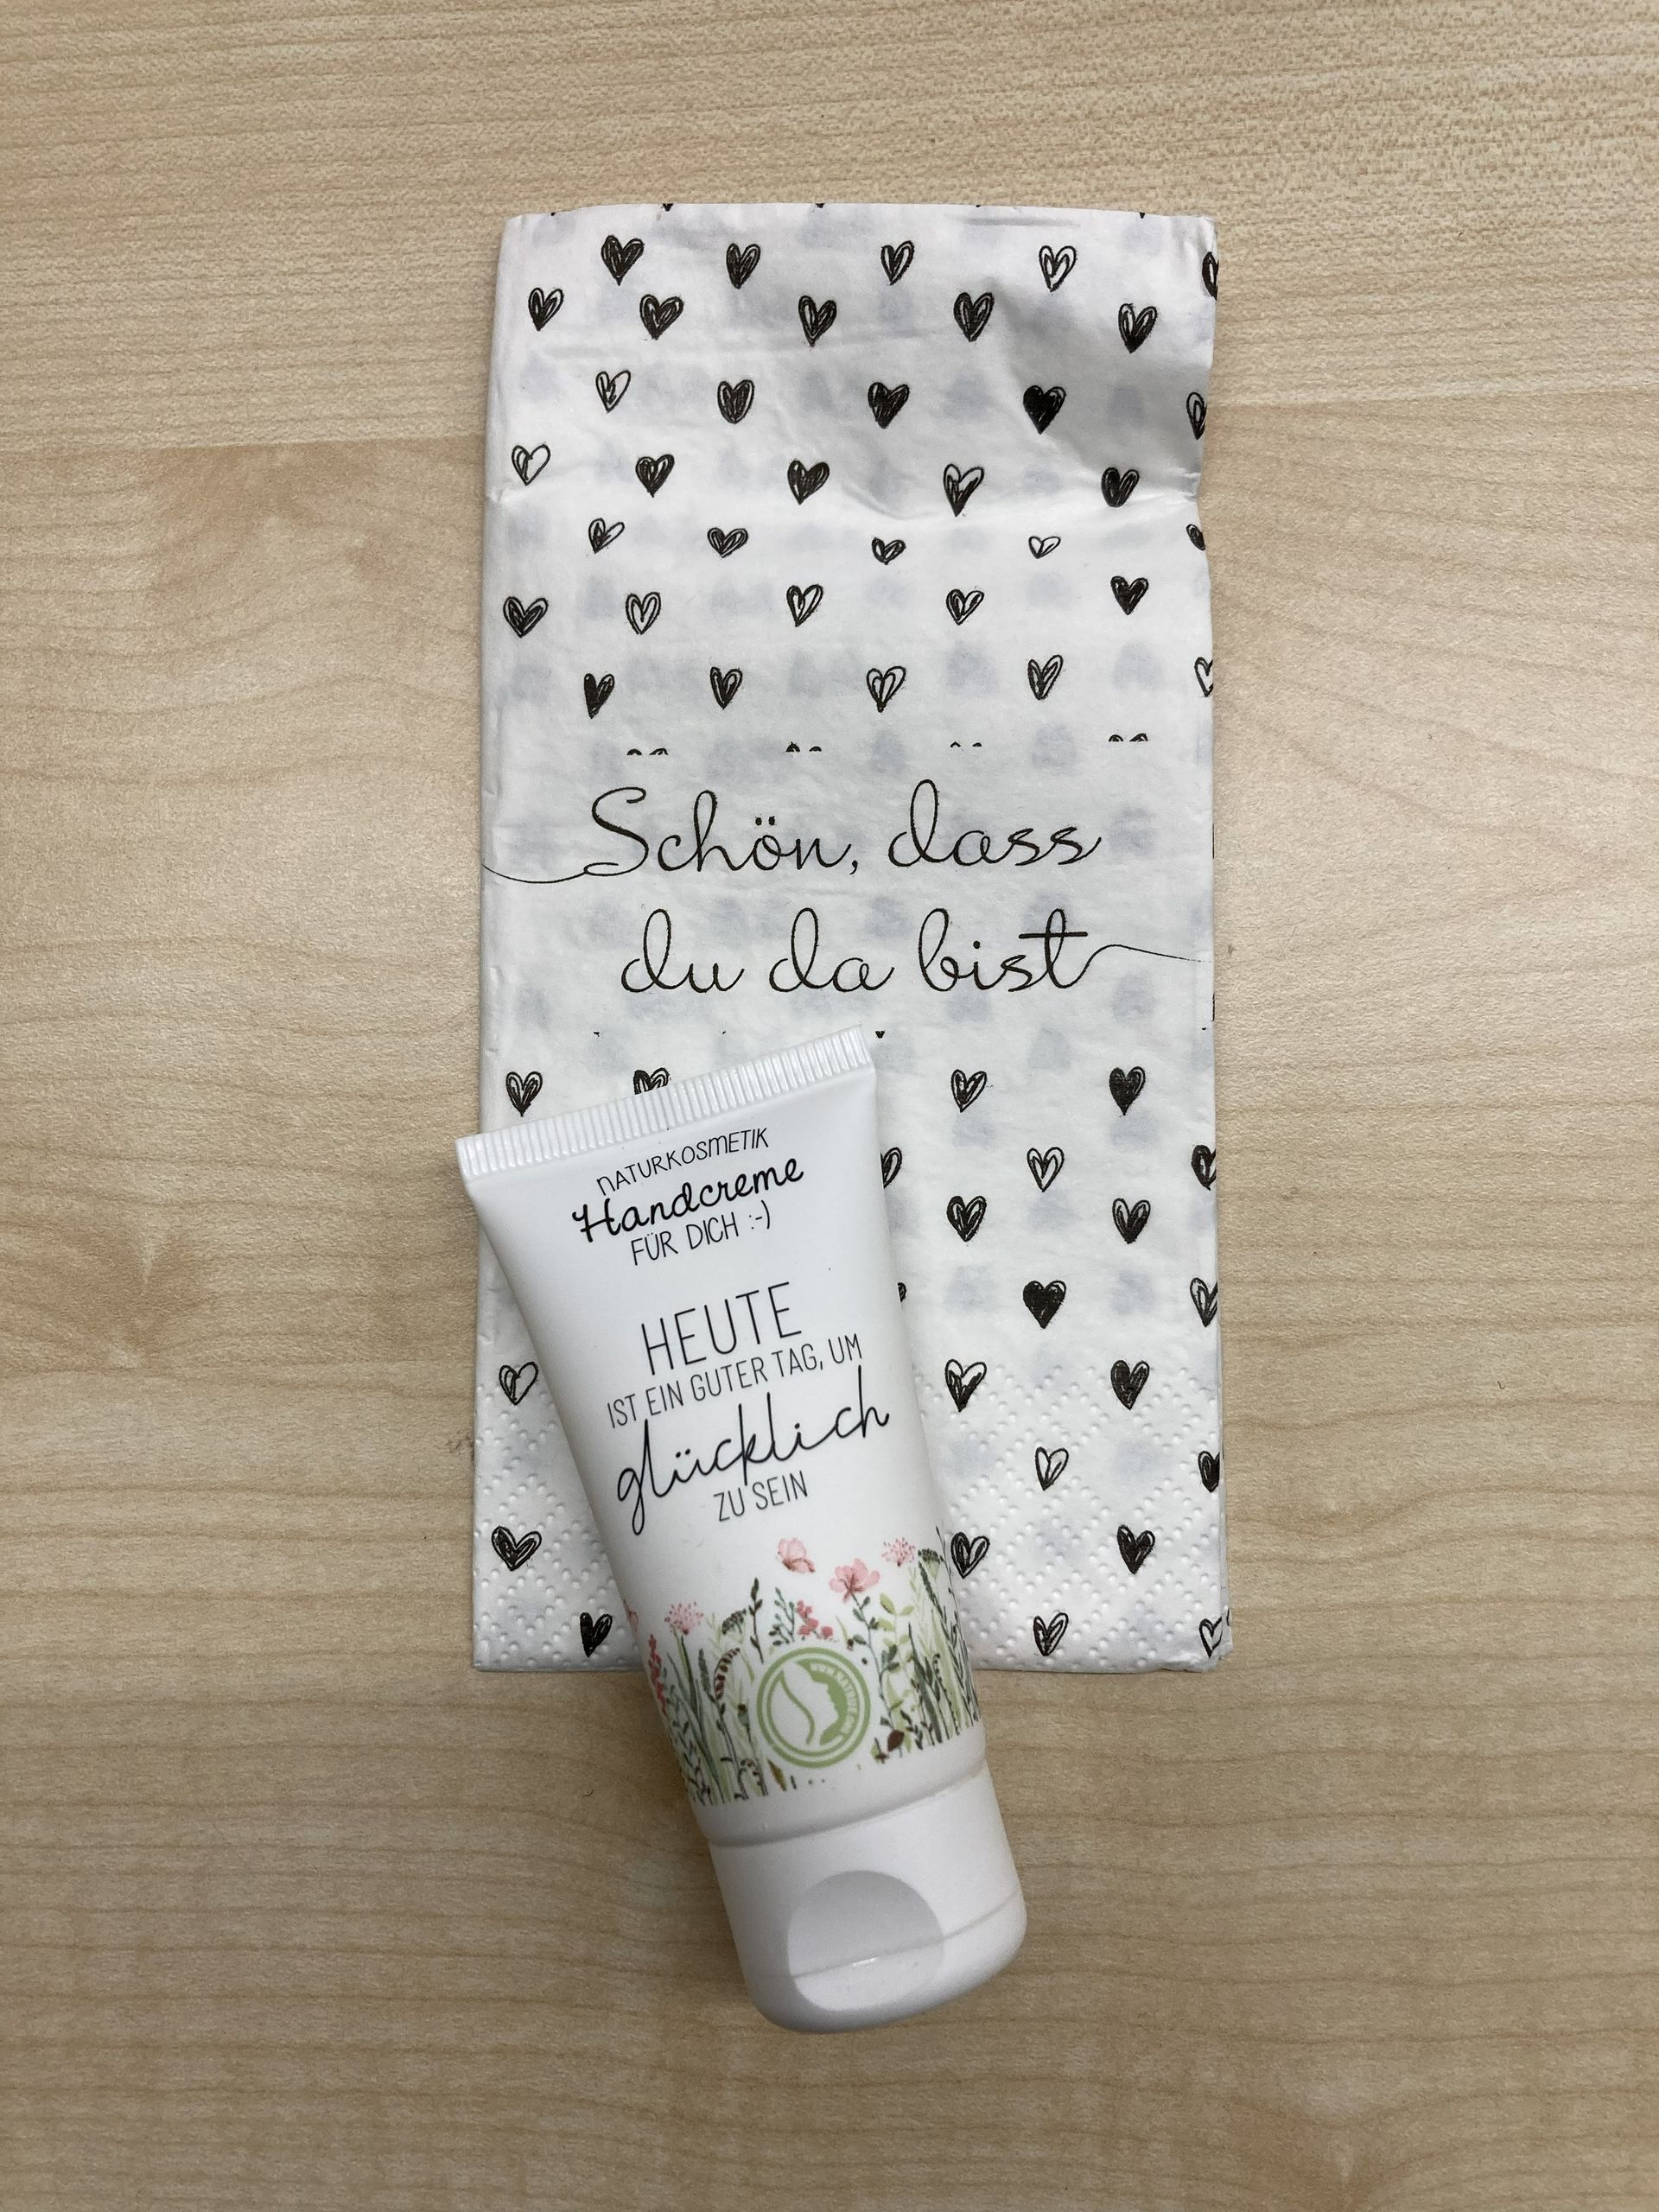 Schön, dass
du da bist
NATURKOSMETIK
Handcreme
FÜR DICH :-)
HEUTE
IST EIN GUTER TAG, UM
glücklich
ZU SEIN